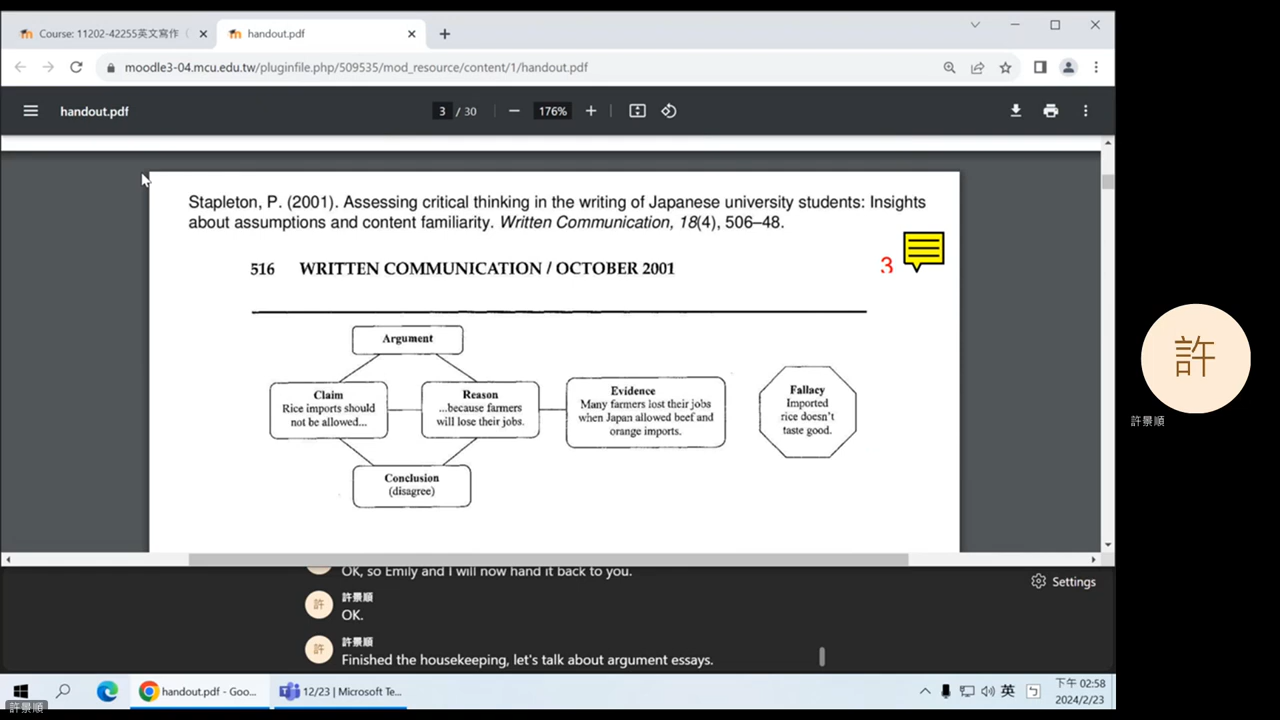 Course: 11202-42255英文寫作（
handout.pdf
moodle3-04.mcu.edu.tw/pluginfile.php/509535/mod_resource/content/1/handout.pdf
handout.pdf
3 / 30
176%
Stapleton, P. (2001). Assessing critical thinking in the writing of Japanese university students: Insights
about assumptions and content familiarity. Written Communication, 18(4), 506–48.
516 WRITTEN COMMUNICATION / OCTOBER 2001
3
Argument
Claim
Rice imports should
not be allowed...
Reason
...because farmers
will lose their jobs.
Evidence
Many farmers lost their jobs
when Japan allowed beef and
orange imports.
Fallacy
Imported
rice doesn't
taste good.
Conclusion
(disagree)
許
許景順
OK, so Emily and I will now hand it back to you.
Settings
許
許景順
OK.
許
許景順
Finished the housekeeping, let's talk about argument essays.
handout.pdf - Goo...
12/23 | Microsoft Te...
英
ㄅ
下午 02:58
2024/2/23
許景順